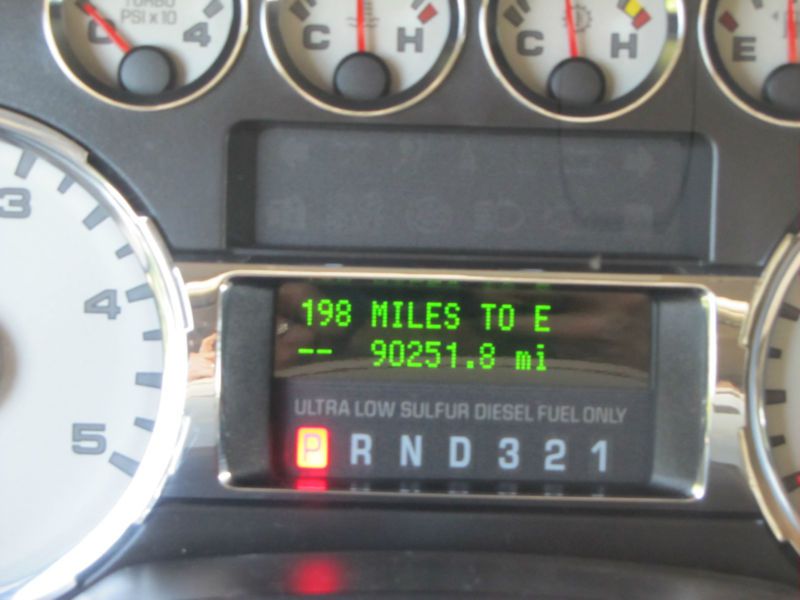 TURBO
PSI x 10
0 4
C H
C H
E
3
4
5
198 MILES TO E
-- 90251.8 mi
ULTRA LOW SULFUR DIESEL FUEL ONLY
P R N D 3 2 1